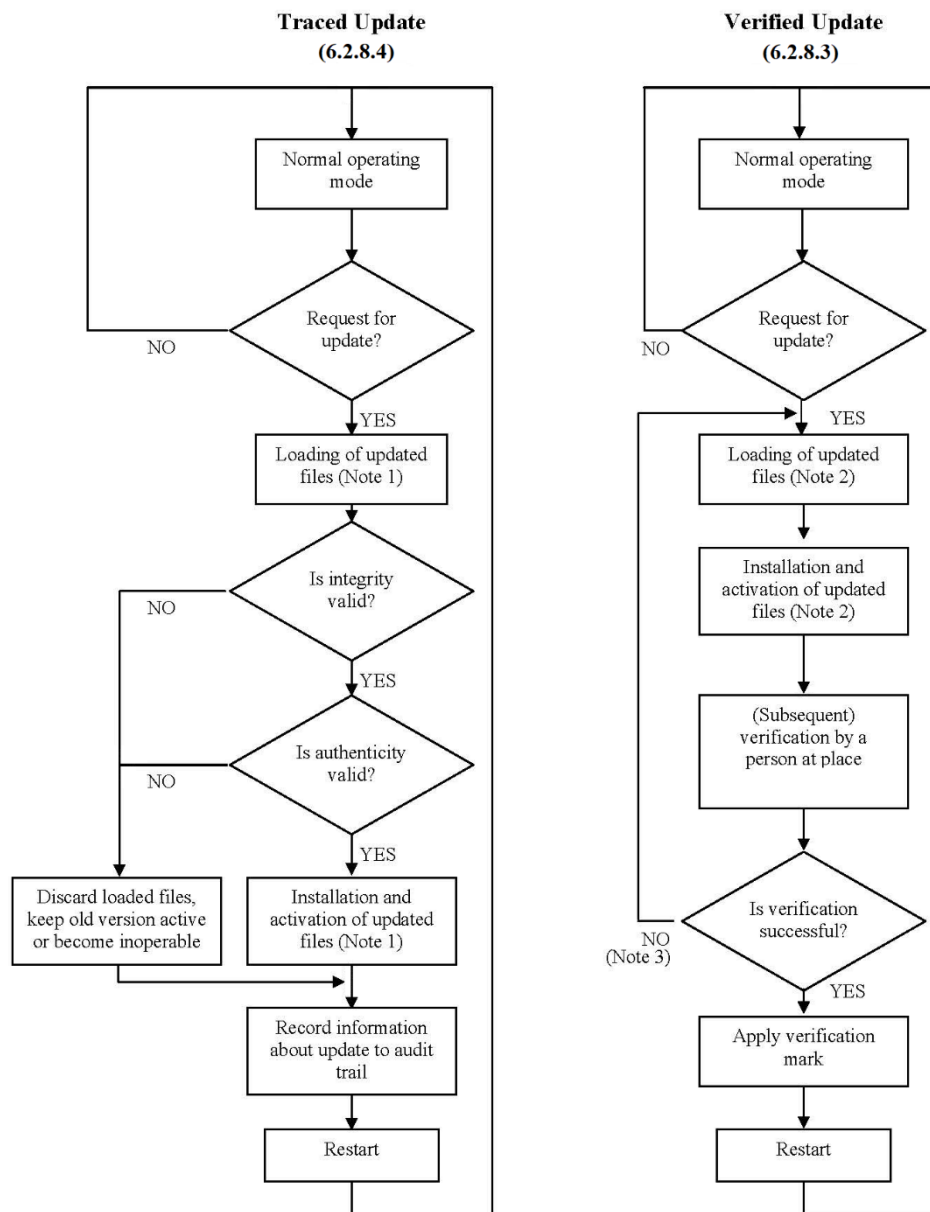 Traced Update
(6.2.8.4)
Normal operating
mode
Request for
update?
NO
YES
Loading of updated
files (Note 1)
Is integrity
valid?
NO
YES
Is authenticity
valid?
NO
YES
Discard loaded files,
keep old version active
or become inoperable
Installation and
activation of updated
files (Note 1)
Record information
about update to audit
trail
Restart
Verified Update
(6.2.8.3)
Normal operating
mode
Request for
update?
NO
YES
Loading of updated
files (Note 2)
Installation and
activation of updated
files (Note 2)
(Subsequent)
verification by a
person at place
Is verification
successful?
NO
(Note 3)
YES
Apply verification
mark
Restart